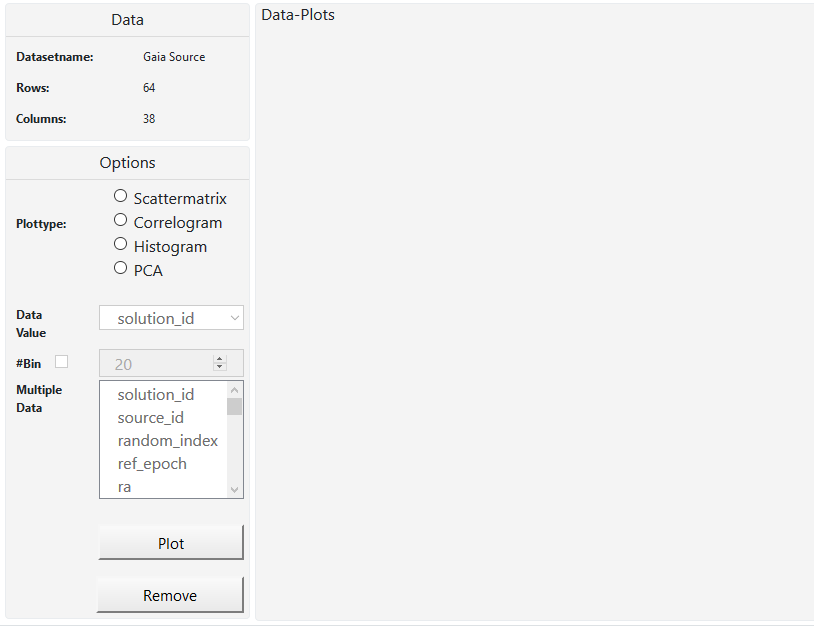 Data
Datasetname: Gaia Source
Rows: 64
Columns: 38
Options
Plottype:
Scattermatrix
Correlogram
Histogram
PCA
Data
Value
solution_id
#Bin
20
Multiple
Data
solution_id
source_id
random_index
ref_epoch
ra
Plot
Remove
Data-Plots